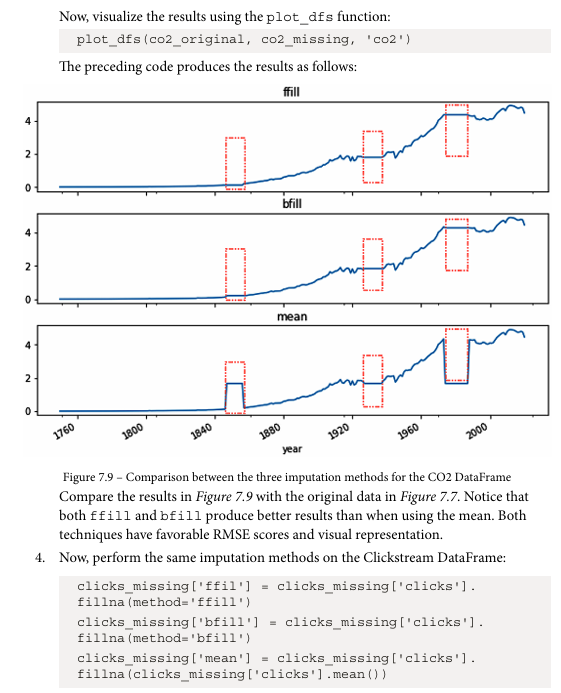 Now, visualize the results using the plot_dfs function:
plot_dfs(co2_original, co2_missing, 'co2')
The preceding code produces the results as follows:
ffill
4
2
0
bfill
4
2
0
mean
4
2
0
1760 1800 1840 1880 1920 1960 2000
year
Figure 7.9 – Comparison between the three imputation methods for the CO2 DataFrame
Compare the results in Figure 7.9 with the original data in Figure 7.7. Notice that
both ffill and bfill produce better results than when using the mean. Both
techniques have favorable RMSE scores and visual representation.
4. Now, perform the same imputation methods on the Clickstream DataFrame:
clicks_missing['ffil'] = clicks_missing['clicks'].
fillna(method='ffill')
clicks_missing['bfill'] = clicks_missing['clicks'].
fillna(method='bfill')
clicks_missing['mean'] = clicks_missing['clicks'].
fillna(clicks_missing['clicks'].mean())